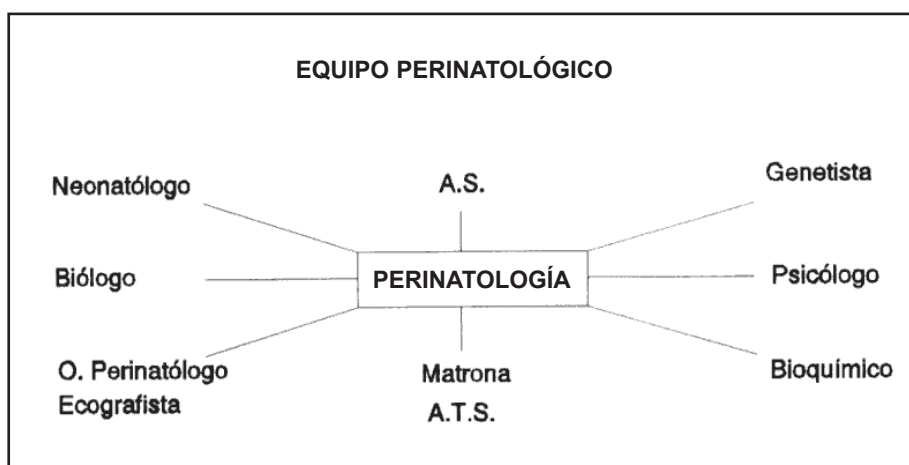 EQUIPO PERINATOLÓGICO
Neonatólogo
A.S.
Genetista
Biólogo
PERINATOLOGÍA
Psicólogo
O. Perinatólogo
Ecografista
Matrona
A.T.S.
Bioquímico